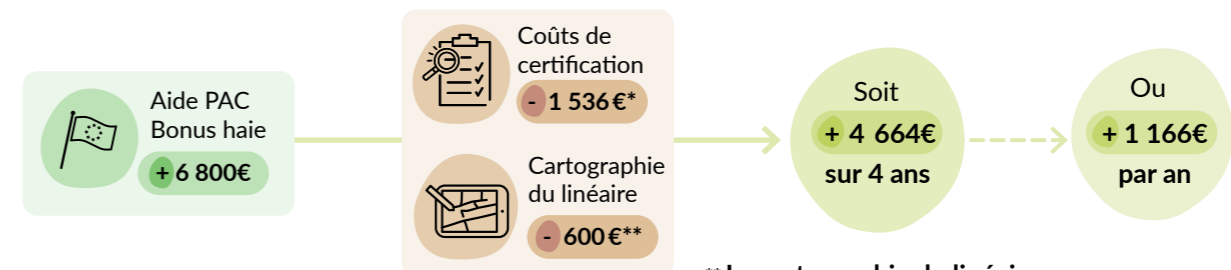 Aide PAC
Bonus haie
+ 6 800€
Coûts de
certification
- 1 536 €*
Cartographie
du linéaire
- 600 €**
Soit
+ 4 664€
sur 4 ans
Ou
+ 1 166€
par an